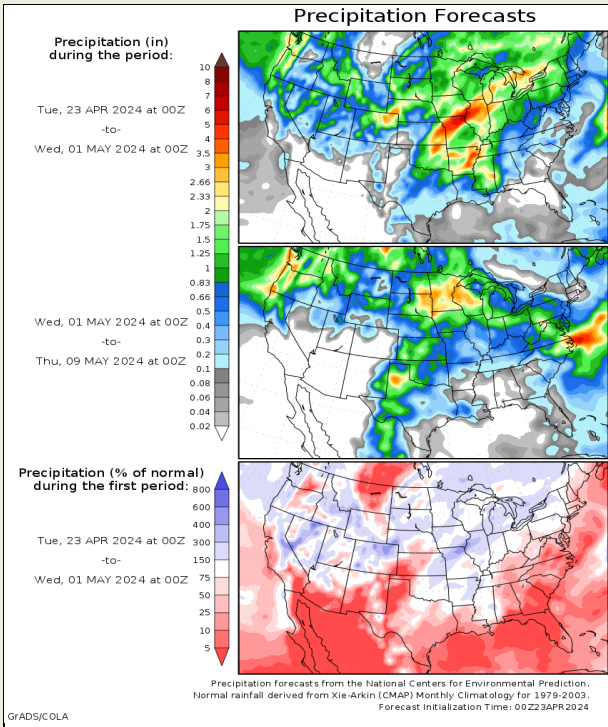 Precipitation Forecasts
Precipitation (in)
during the period:
Tue, 23 APR 2024 at 00Z
-to-
Wed, 01 MAY 2024 at 00Z
10
8
7
6
5
4
3.5
3
2.66
2.33
2
1.75
1.5
1.25
1
0.83
0.66
0.5
0.4
0.3
0.2
0.1
0.08
0.06
0.04
0.02
Wed, 01 MAY 2024 at 00Z
-to-
Thu, 09 MAY 2024 at 00Z
Precipitation (% of normal)
during the first period:
Tue, 23 APR 2024 at 00Z
-to-
Wed, 01 MAY 2024 at 00Z
800
600
400
300
150
75
50
25
10
5
Precipitation forecasts from the National Centers for Environmental Prediction.
Normal rainfall derived from Xie-Arkin (CMAP) Monthly Climatology for 1979-2003.
Forecast Initialization Time: 00Z23APR2024
GrADS/COLA